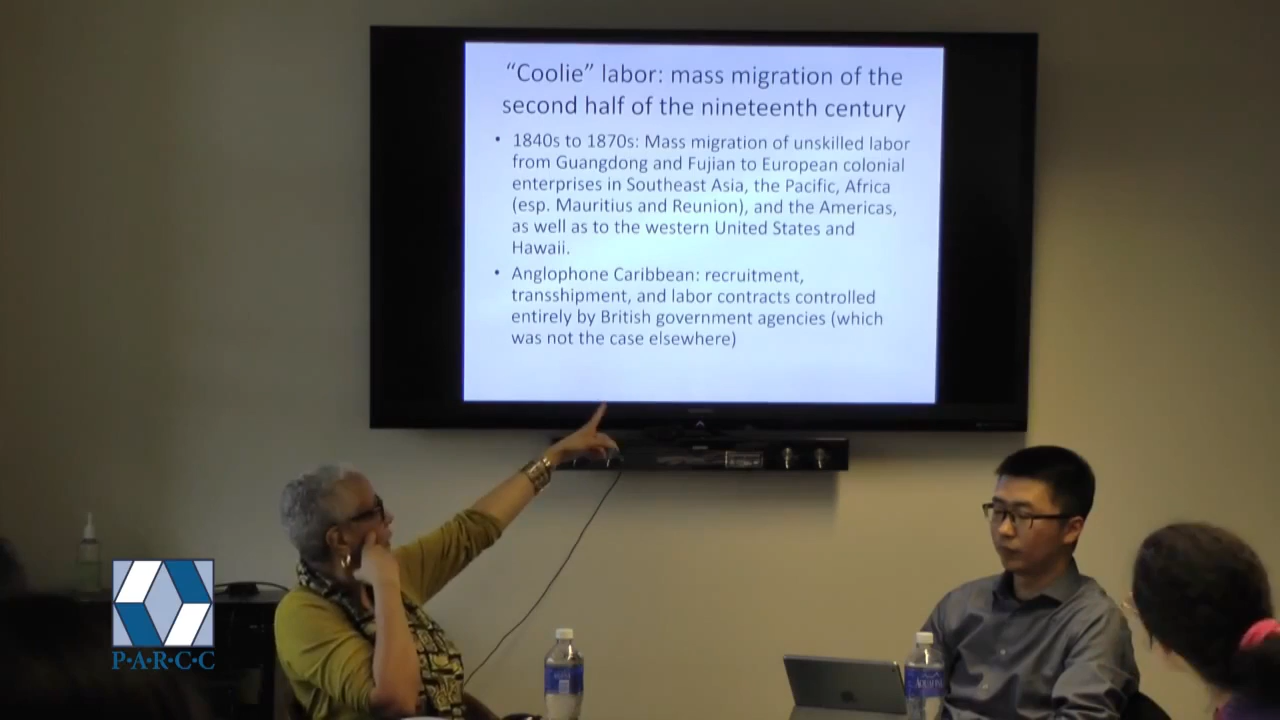 “Coolie” labor: mass migration of the
second half of the nineteenth century
• 1840s to 1870s: Mass migration of unskilled labor
from Guangdong and Fujian to European colonial
enterprises in Southeast Asia, the Pacific, Africa
(esp. Mauritius and Reunion), and the Americas,
as well as to the western United States and
Hawaii.
• Anglophone Caribbean: recruitment,
transshipment, and labor contracts controlled
entirely by British government agencies (which
was not the case elsewhere)
P·A·R·C·C
AQUAFINA